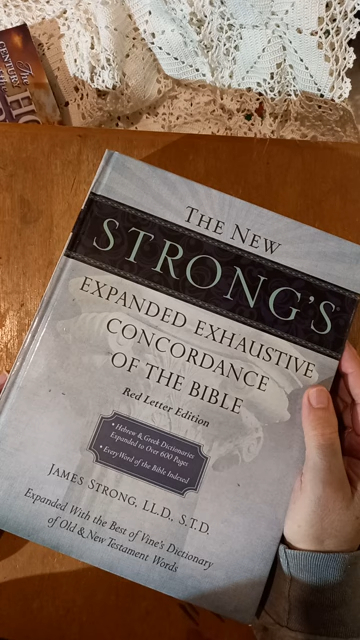 The
CENTURY
THE NEW
STRONG'S
EXPANDED EXHAUSTIVE
CONCORDANCE
OF THE BIBLE
Red Letter Edition
• Hebrew & Greek Dictionaries
Expanded to Over 600 Pages
• Every Word of the Bible Indexed
JAMES STRONG, LL.D., S.T.D.
Expanded With the Best of Vine's Dictionary
of Old & New Testament Words